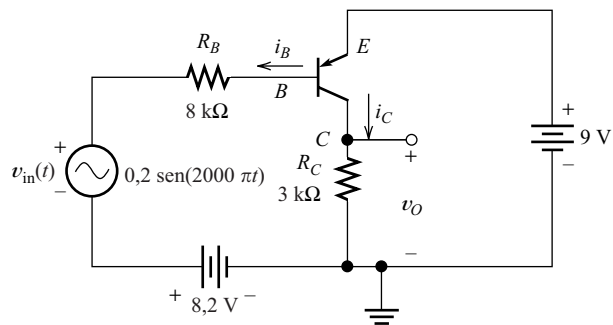 R_B
8 kΩ
i_B
B
E
+
9 V
−
i_C
C
+
R_C
3 kΩ
v_O
−
+
v_in(t)
−
0,2 sen(2000 πt)
+ 8,2 V −